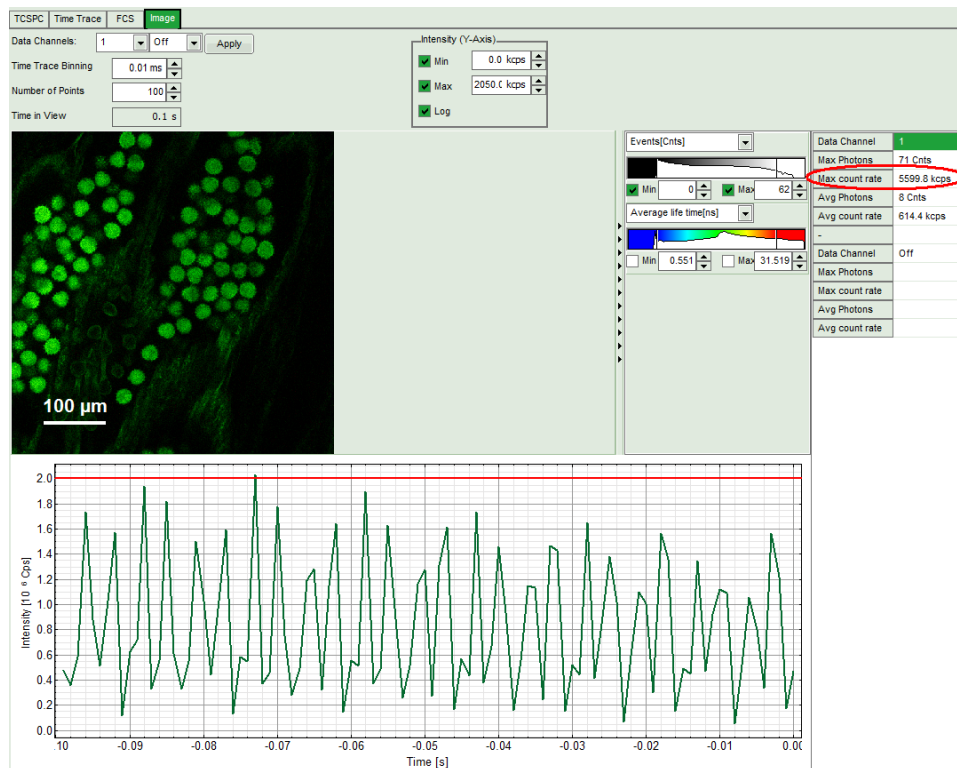 TCSPC Time Trace FCS Image
Data Channels: 1 Off Apply
Time Trace Binning 0.01 ms
Number of Points 100
Time in View 0.1 s
Intensity (Y-Axis)
Min 0.0 kcps
Max 2050.( kcps
Log
100 µm
Events[Cnts]
Min 0 Max 62
Average life time[ns]
Min 0.551 Max 31.519
Data Channel 1
Max Photons 71 Cnts
Max count rate 5599.8 kcps
Avg Photons 8 Cnts
Avg count rate 614.4 kcps
-
Data Channel Off
Max Photons
Max count rate
Avg Photons
Avg count rate
Intensity [10 ⁶ Cps]
2.0
1.8
1.6
1.4
1.2
1.0
0.8
0.6
0.4
0.2
0.0
.10 -0.09 -0.08 -0.07 -0.06 -0.05 -0.04 -0.03 -0.02 -0.01 0.00
Time [s]